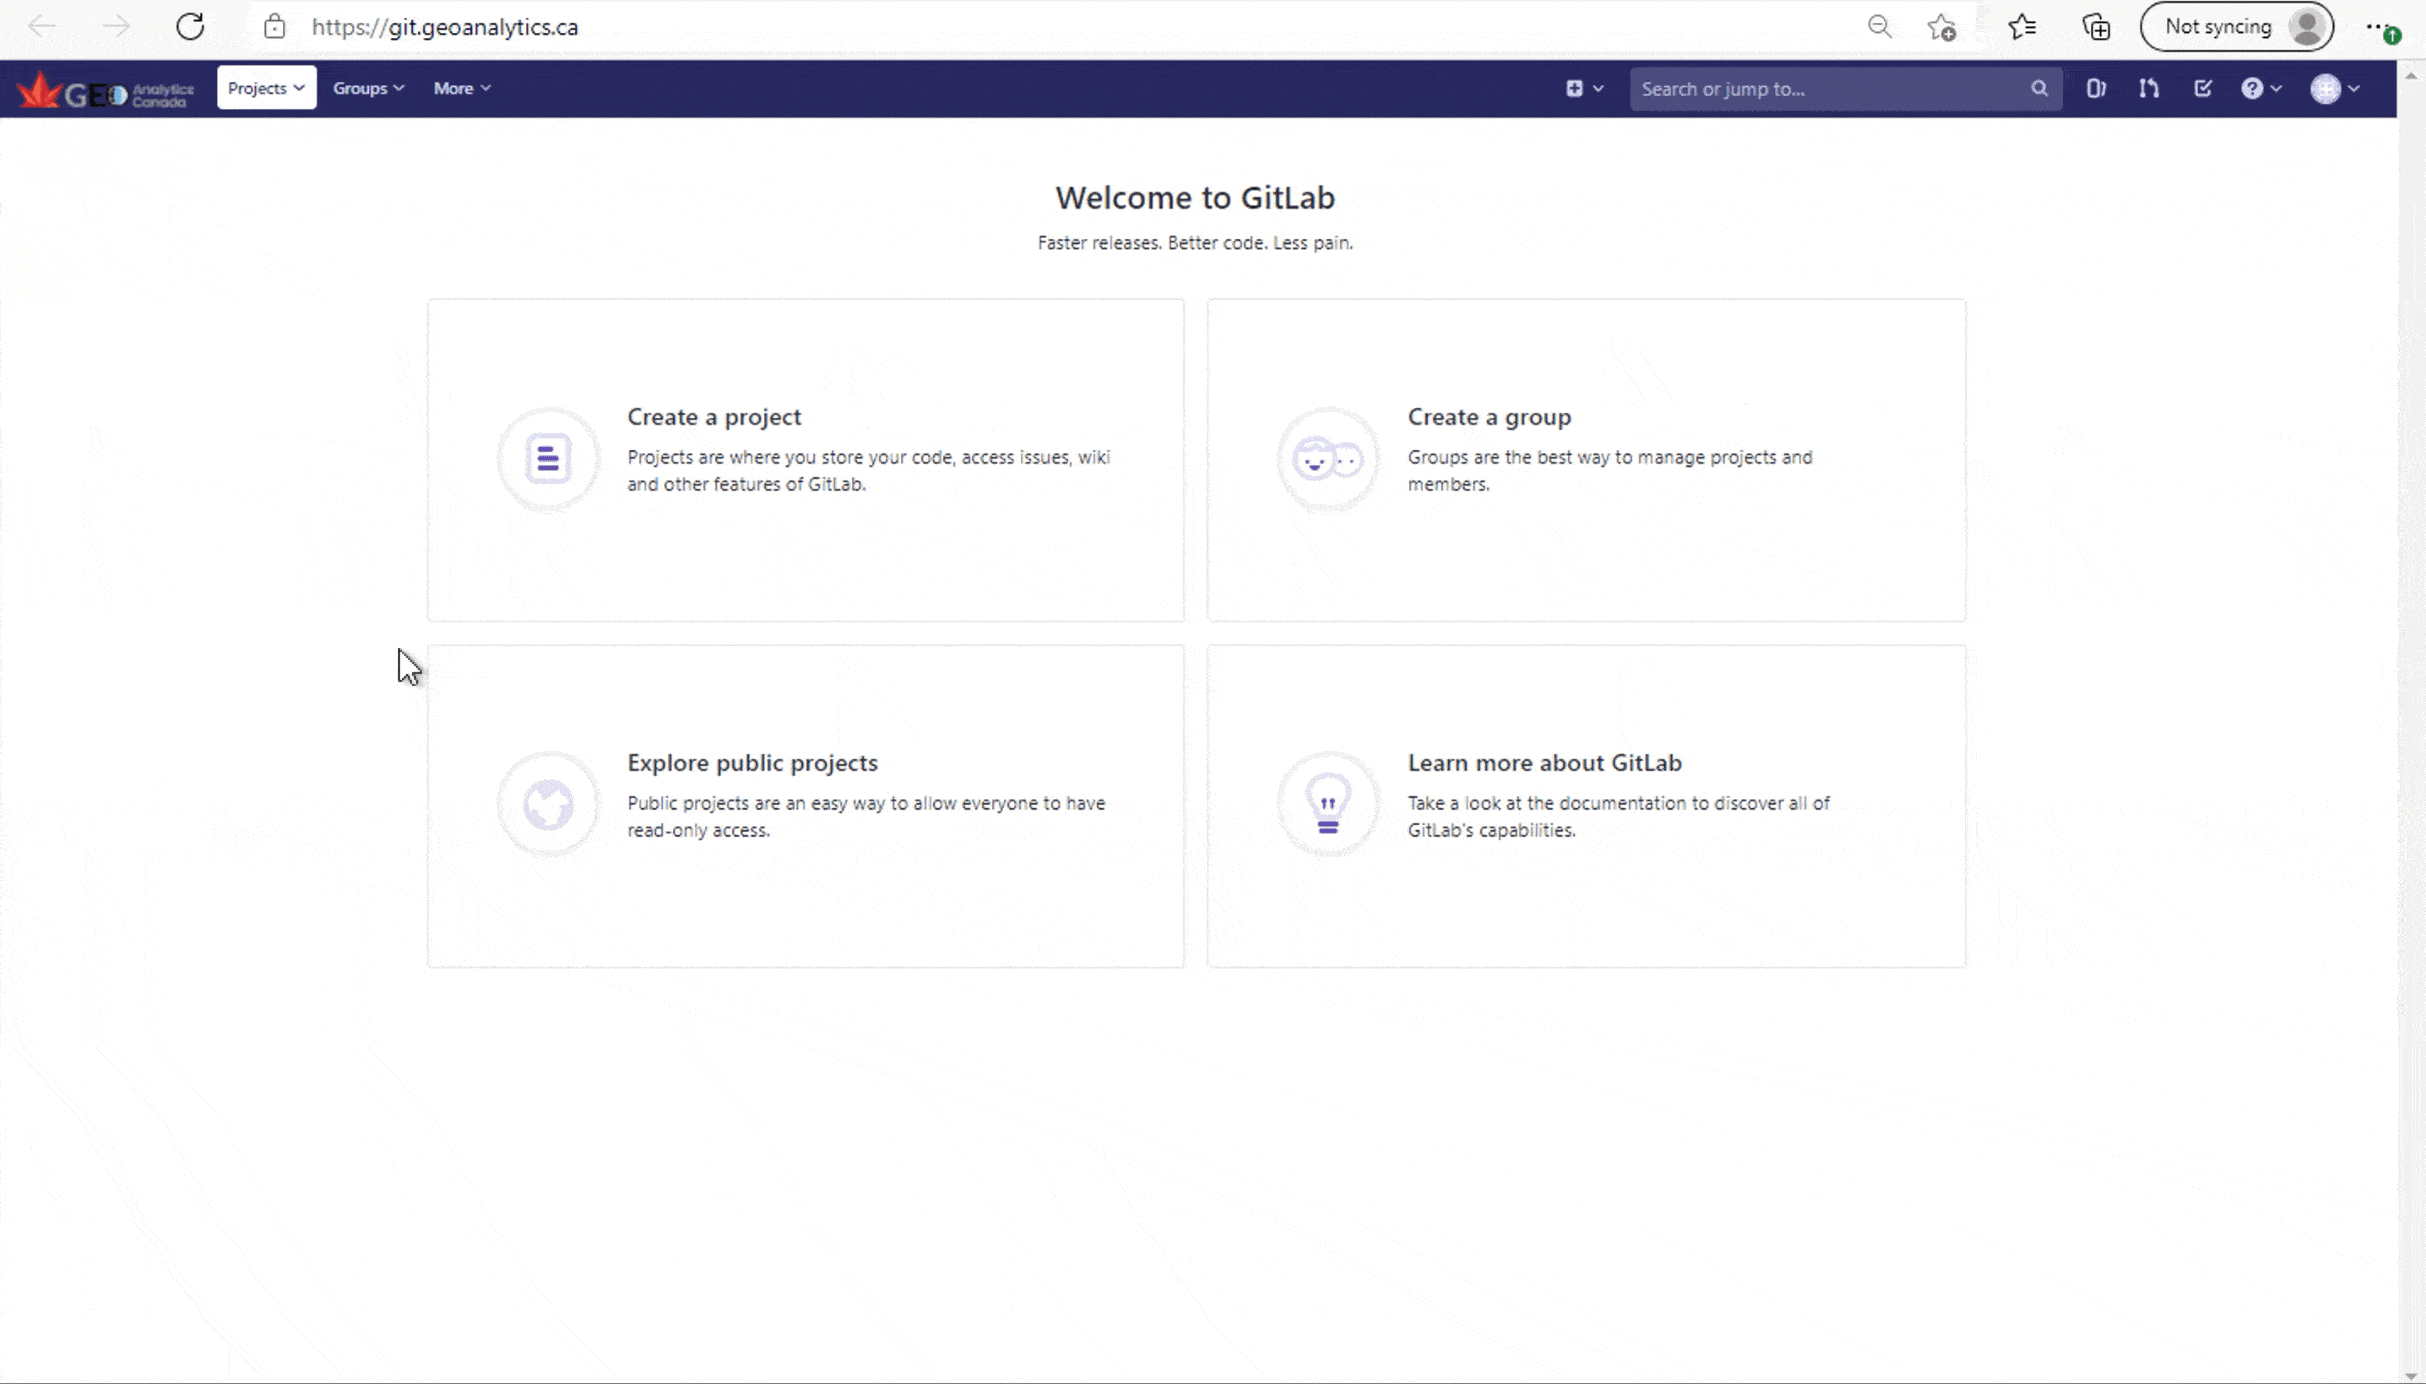 https://git.geoanalytics.ca
Not syncing
GEO Analytics
Canada
Projects
Groups
More
Search or jump to...
Welcome to GitLab
Faster releases. Better code. Less pain.
Create a project
Projects are where you store your code, access issues, wiki
and other features of GitLab.
Create a group
Groups are the best way to manage projects and
members.
Explore public projects
Public projects are an easy way to allow everyone to have
read-only access.
Learn more about GitLab
Take a look at the documentation to discover all of
GitLab's capabilities.